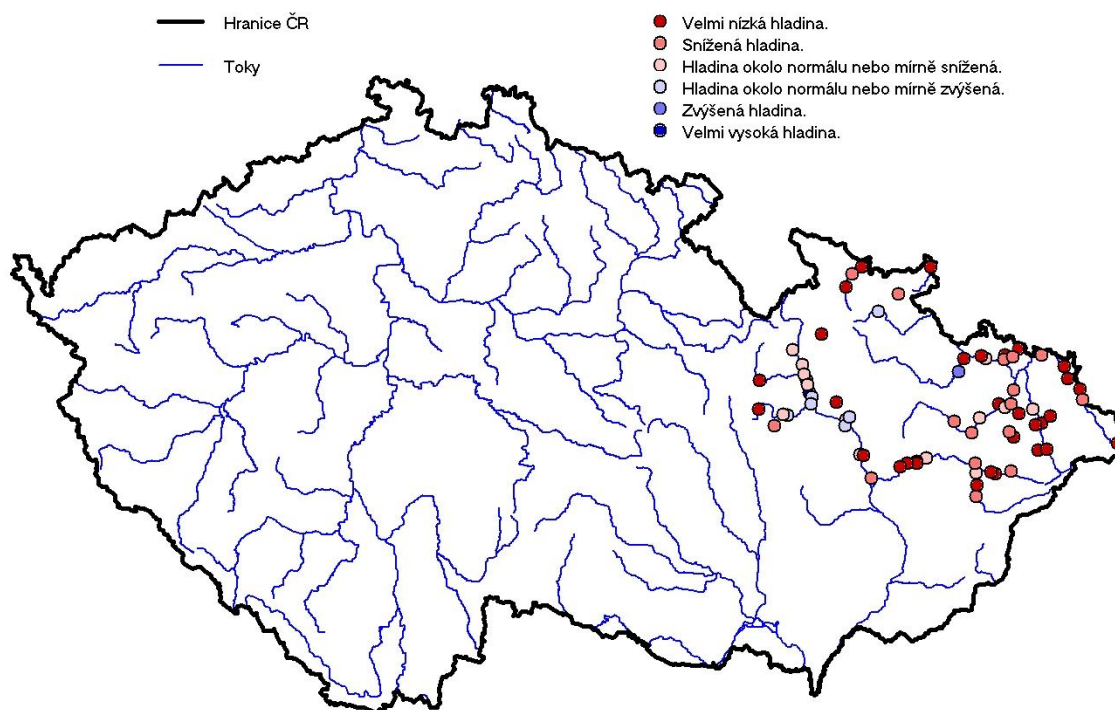 Hranice ČR
Toky
Velmi nízká hladina.
Snížená hladina.
Hladina okolo normálu nebo mírně snížená.
Hladina okolo normálu nebo mírně zvýšená.
Zvýšená hladina.
Velmi vysoká hladina.